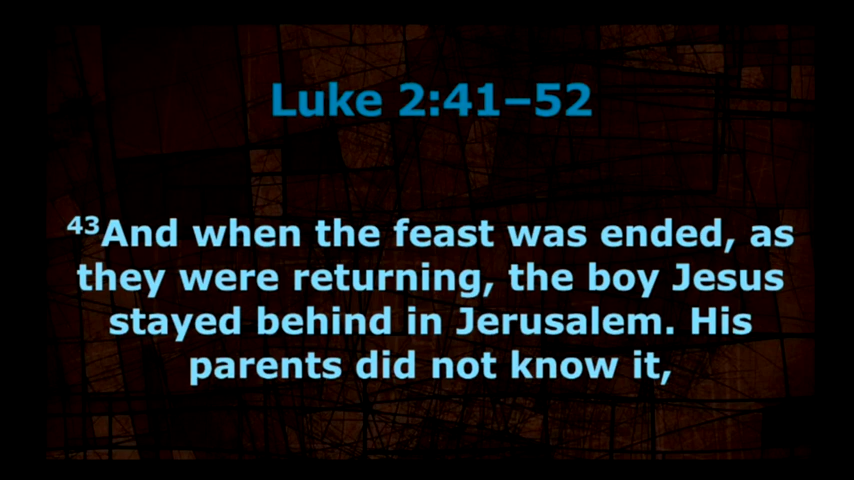 Luke 2:41–52
⁴³And when the feast was ended, as
they were returning, the boy Jesus
stayed behind in Jerusalem. His
parents did not know it,